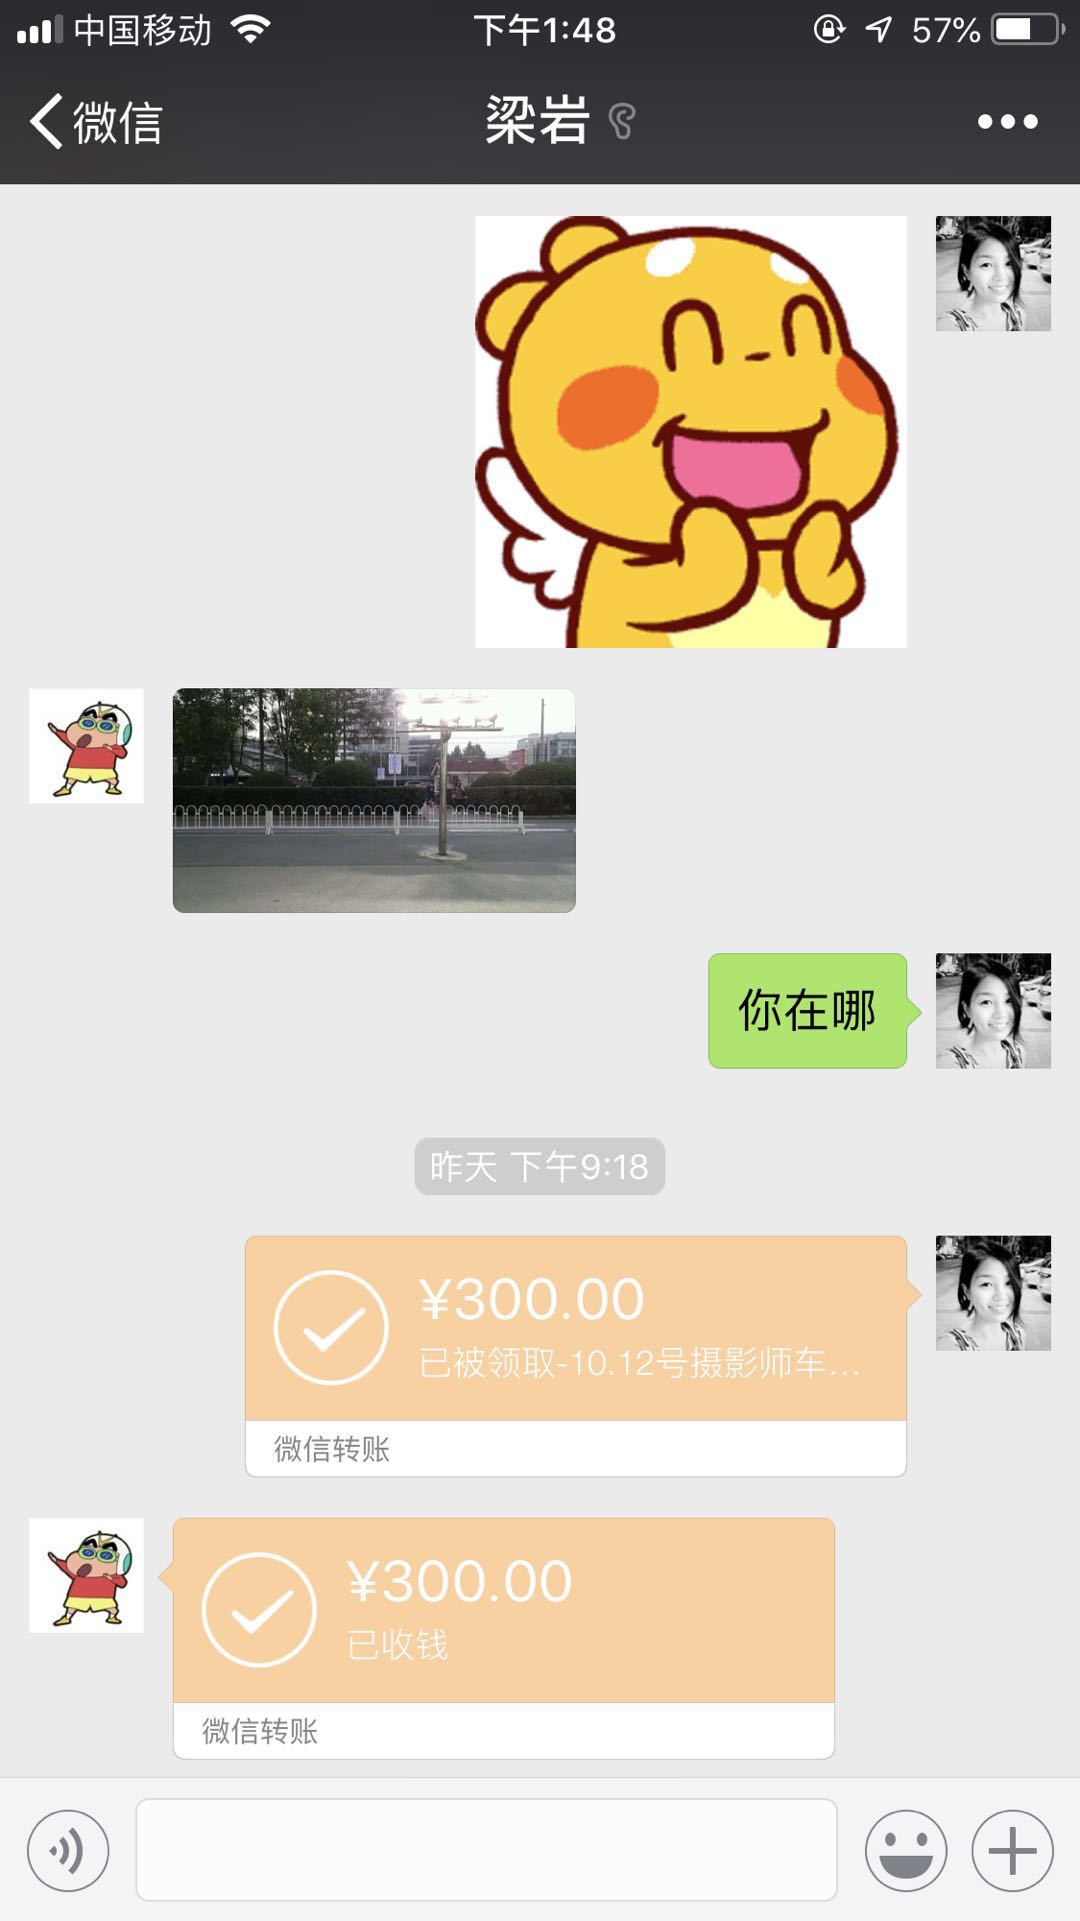 中国移动 下午1:48 57%
微信 梁岩
你在哪
昨天 下午9:18
¥300.00
已被领取-10.12号摄影师车...
微信转账
¥300.00
已收钱
微信转账